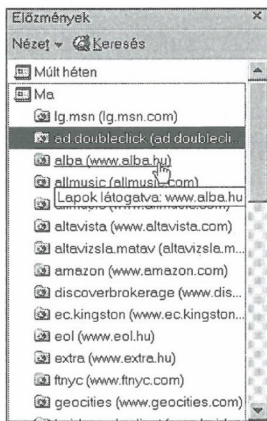 Előzmények ×
Nézet Keresés
Múlt héten
Ma
lg.msn (lg.msn.com)
ad.doubleclick (ad.doublecli...
alba (www.alba.hu)
allmusic (allmusic.com)
Lapok látogatva: www.alba.hu
altavista (www.altavista.com)
altavizsla.matav (altavizsla.m...
amazon (www.amazon.com)
discoverbrokerage (www.dis...
ec.kingston (www.ec.kingston...
eol (www.eol.hu)
extra (www.extra.hu)
ftnyc (www.ftnyc.com)
geocities (www.geocities.com)